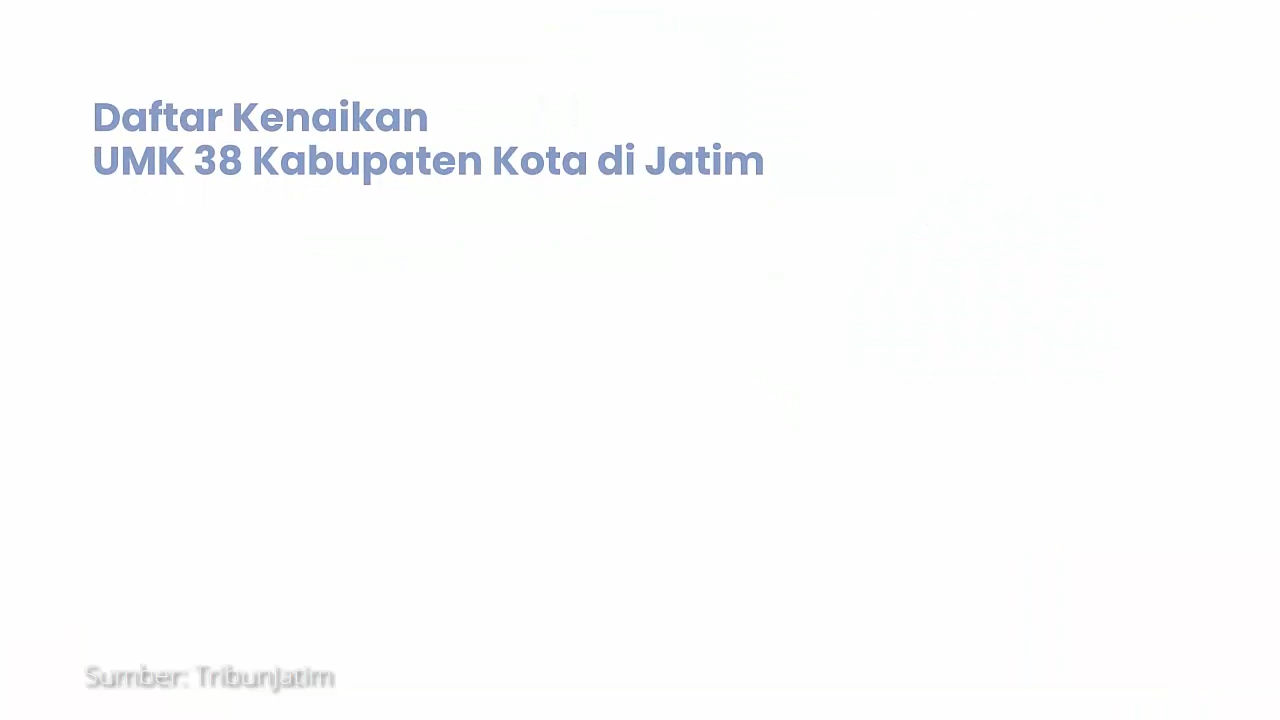 Daftar Kenaikan
UMK 38 Kabupaten Kota di Jatim
Sumber: TribunJatim